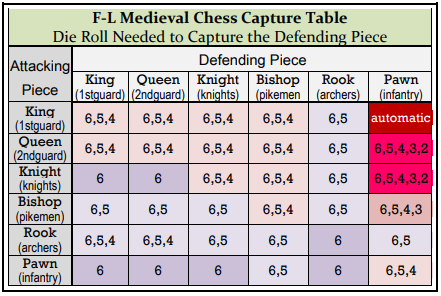 F-L Medieval Chess Capture Table
Die Roll Needed to Capture the Defending Piece
Attacking Piece
Defending Piece
King (1stguard) Queen (2ndguard) Knight (knights) Bishop (pikemen Rook (archers) Pawn (infantry)
King (1stguard) 6,5,4 6,5,4 6,5,4 6,5,4 6,5 automatic
Queen (2ndguard) 6,5,4 6,5,4 6,5,4 6,5,4 6,5 6,5,4,3,2
Knight (knights) 6 6 6,5,4 6,5,4 6,5 6,5,4,3,2
Bishop (pikemen) 6,5 6,5 6,5 6,5,4 6,5 6,5,4,3
Rook (archers) 6,5,4 6,5,4 6,5 6,5 6 6,5
Pawn (infantry) 6 6 6 6,5 6 6,5,4